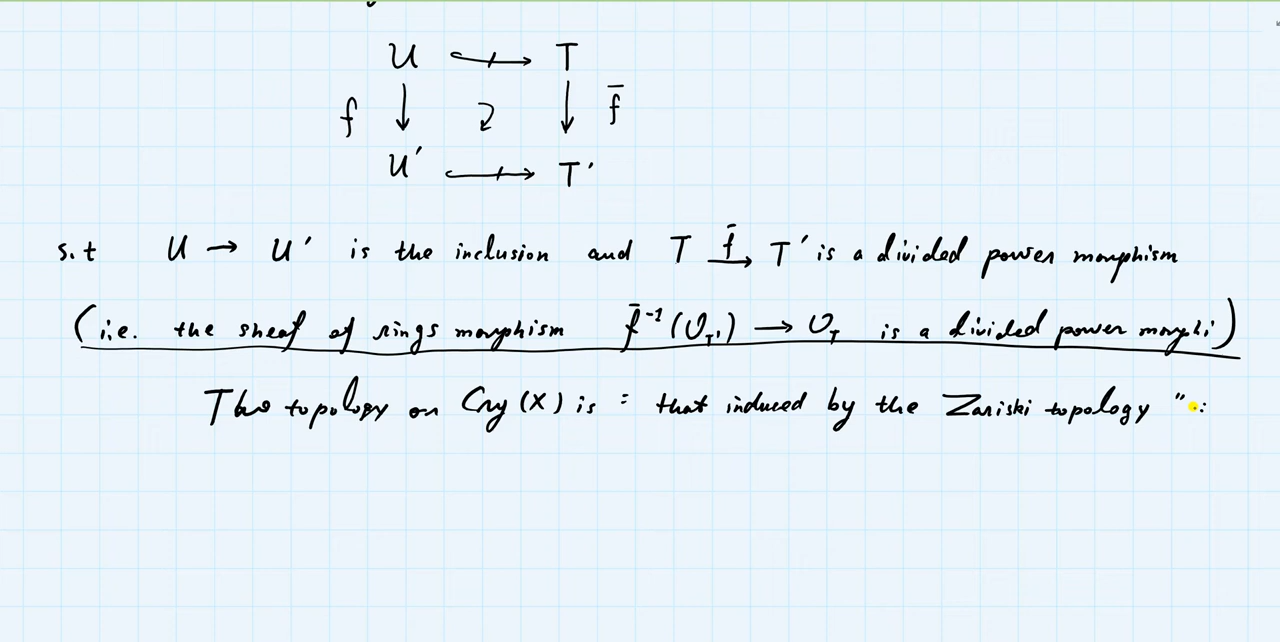 U ↪ T
f ↓ ↓ f̄
U' ↪ T'
s.t U → U' is the inclusion and T →f̄ T' is a divided power morphism
(i.e. the sheaf of rings morphism f̄⁻¹(O_T') → O_T is a divided power morphi)
The topology on Cry(X) is : that induced by the Zariski topology "